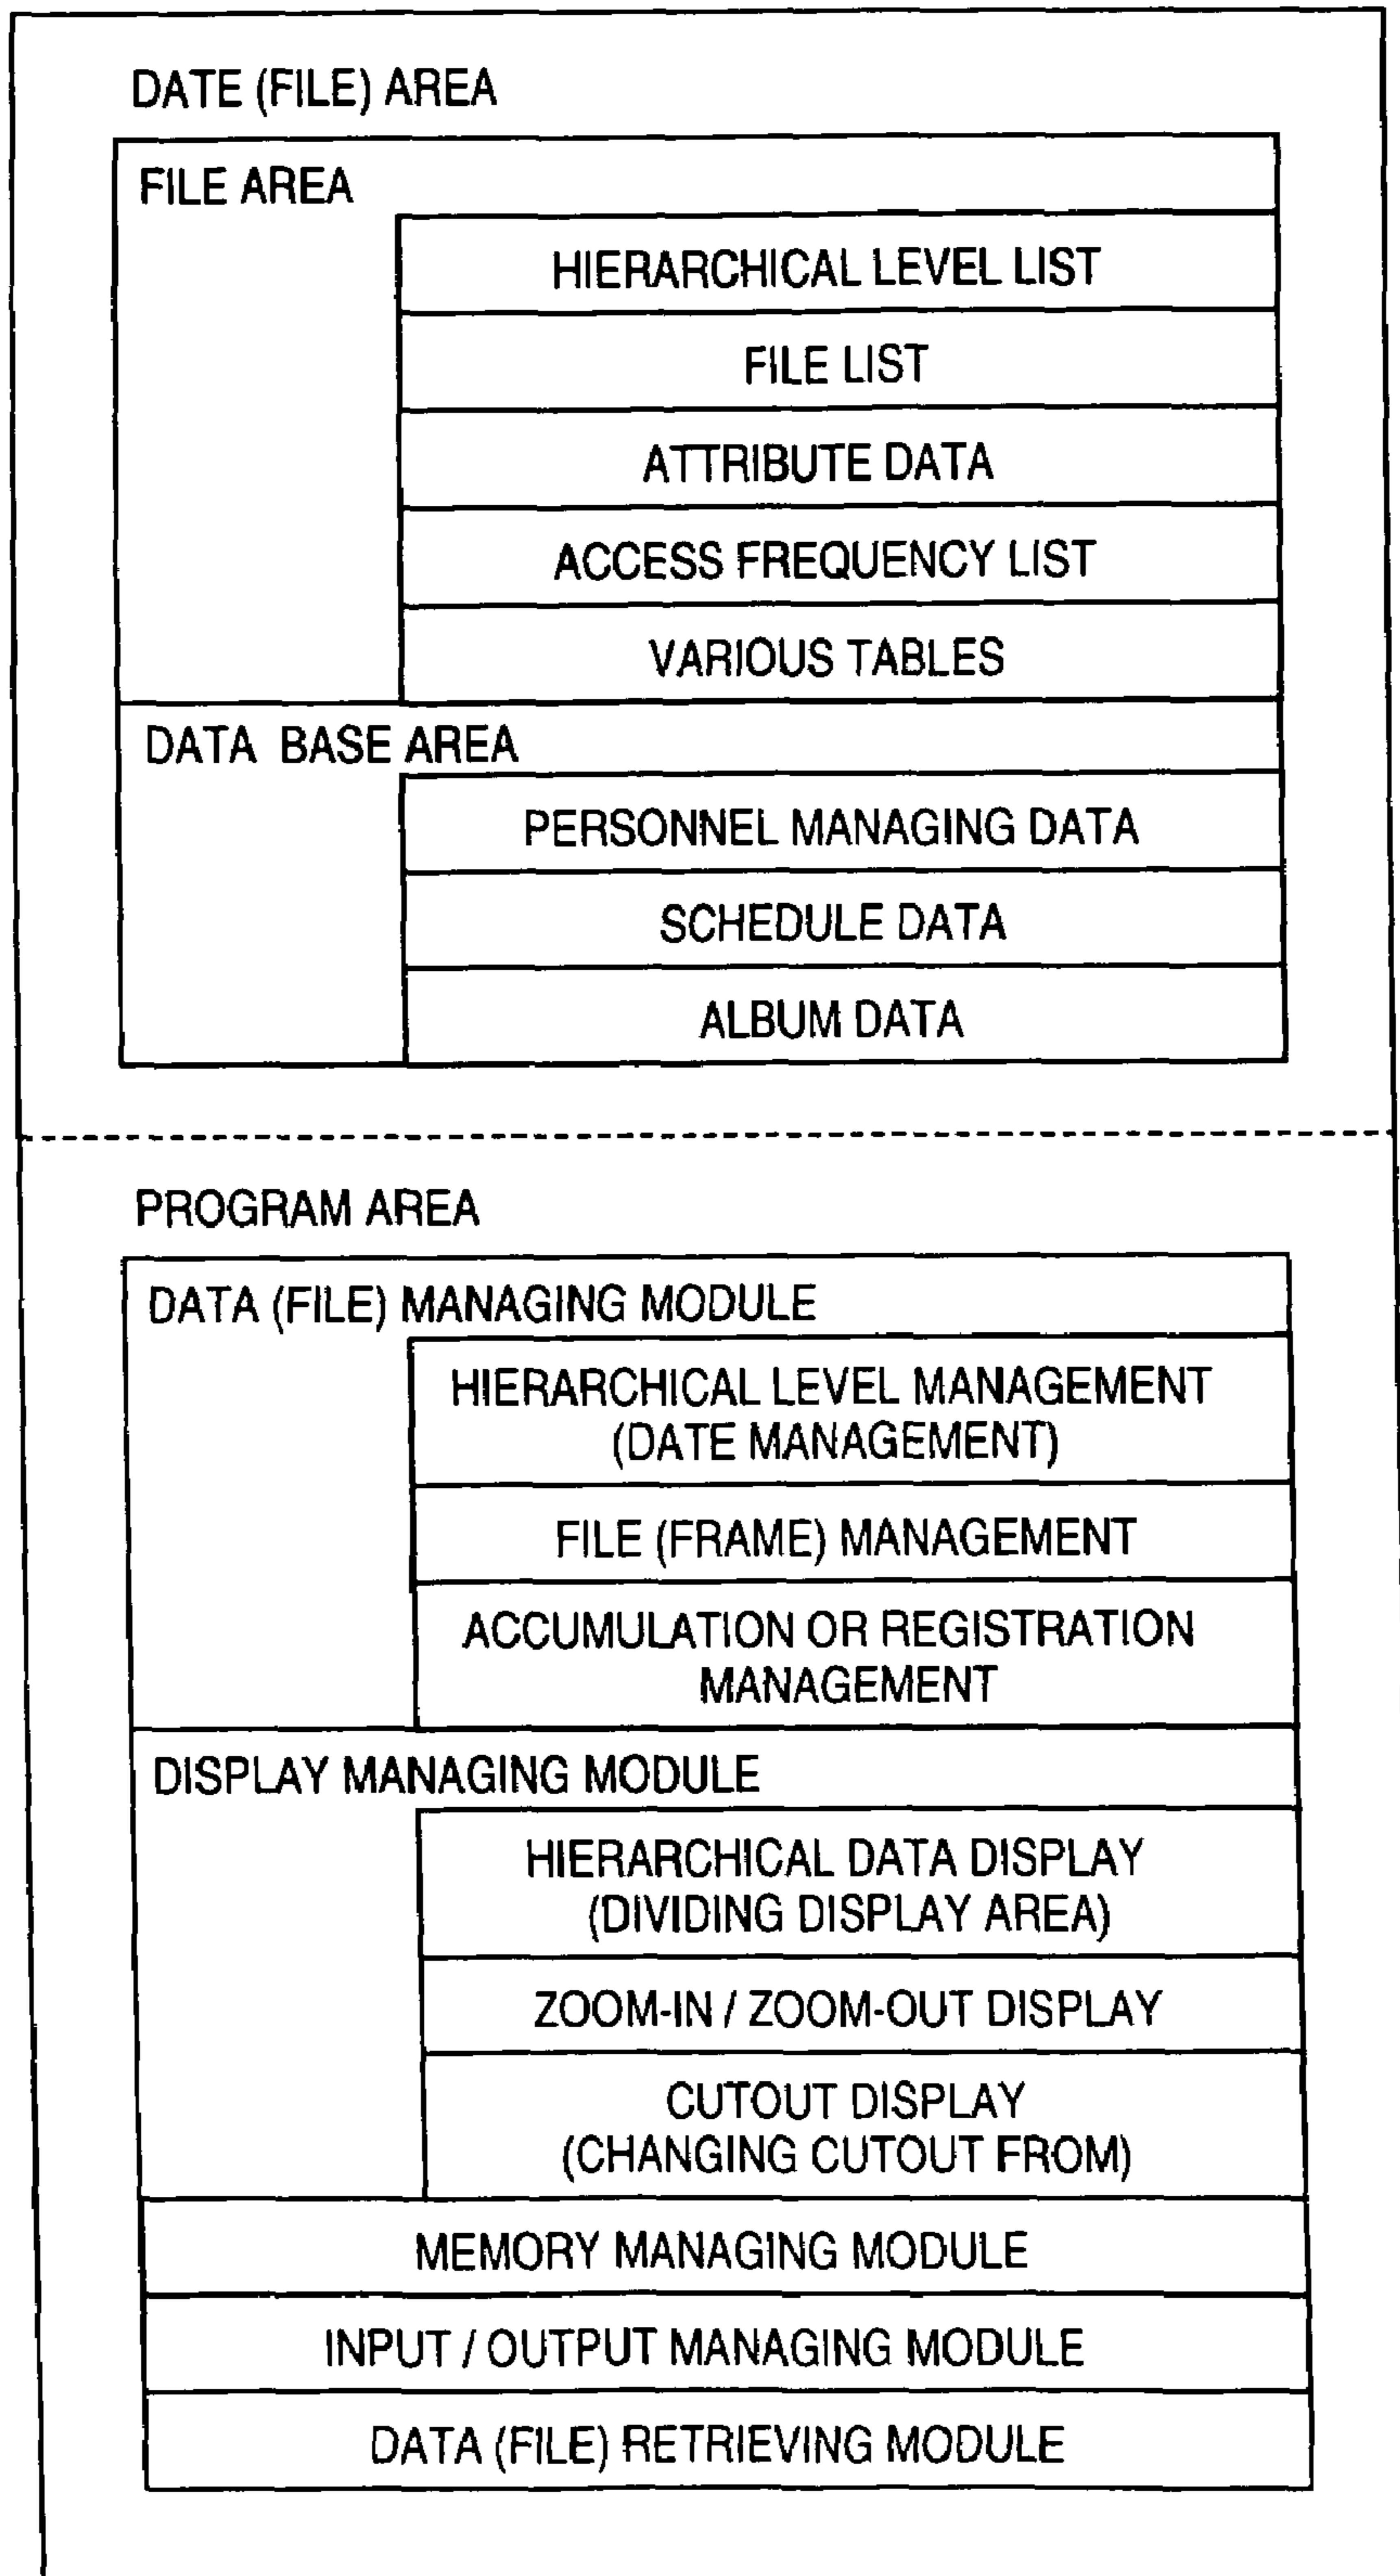 DATE (FILE) AREA
FILE AREA
HIERARCHICAL LEVEL LIST
FILE LIST
ATTRIBUTE DATA
ACCESS FREQUENCY LIST
VARIOUS TABLES
DATA BASE AREA
PERSONNEL MANAGING DATA
SCHEDULE DATA
ALBUM DATA
PROGRAM AREA
DATA (FILE) MANAGING MODULE
HIERARCHICAL LEVEL MANAGEMENT
(DATE MANAGEMENT)
FILE (FRAME) MANAGEMENT
ACCUMULATION OR REGISTRATION
MANAGEMENT
DISPLAY MANAGING MODULE
HIERARCHICAL DATA DISPLAY
(DIVIDING DISPLAY AREA)
ZOOM-IN / ZOOM-OUT DISPLAY
CUTOUT DISPLAY
(CHANGING CUTOUT FROM)
MEMORY MANAGING MODULE
INPUT / OUTPUT MANAGING MODULE
DATA (FILE) RETRIEVING MODULE